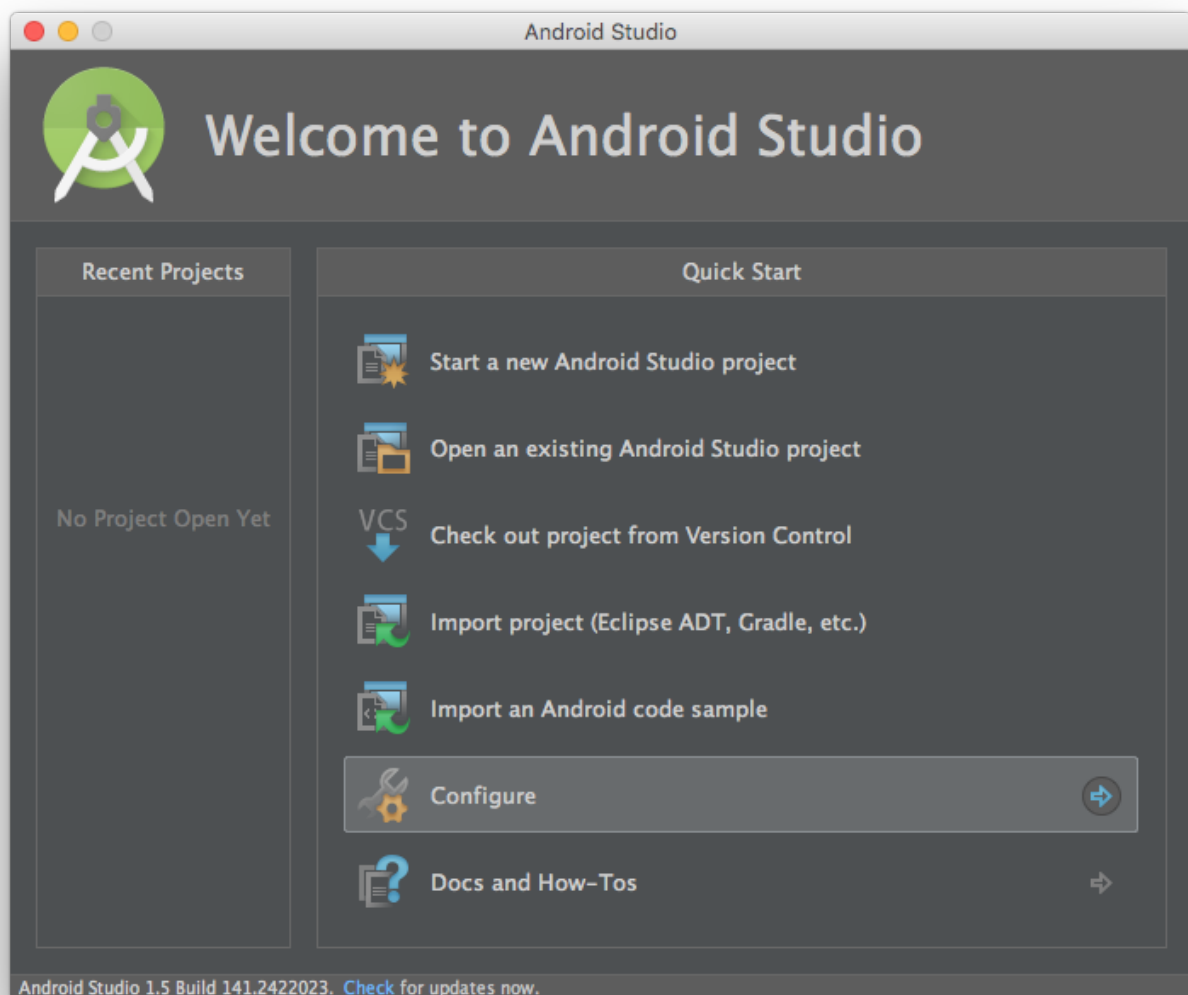 Android Studio
Welcome to Android Studio
Recent Projects
No Project Open Yet
Quick Start
Start a new Android Studio project
Open an existing Android Studio project
VCS
Check out project from Version Control
Import project (Eclipse ADT, Gradle, etc.)
Import an Android code sample
Configure
Docs and How-Tos
Android Studio 1.5 Build 141.2422023. Check for updates now.